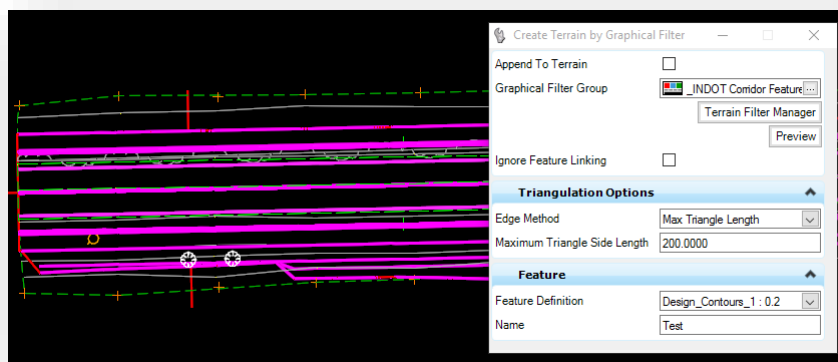 Create Terrain by Graphical Filter
Append To Terrain
Graphical Filter Group _INDOT Corridor Feature ...
Terrain Filter Manager
Preview
Ignore Feature Linking
Triangulation Options
Edge Method Max Triangle Length
Maximum Triangle Side Length 200.0000
Feature
Feature Definition Design_Contours_1 : 0.2
Name Test